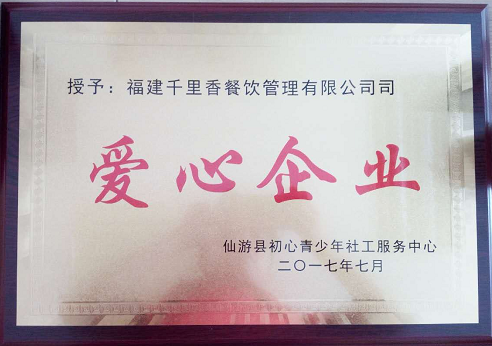 授予：福建千里香餐饮管理有限公司司
爱心企业
仙游县初心青少年社工服务中心
二〇一七年七月